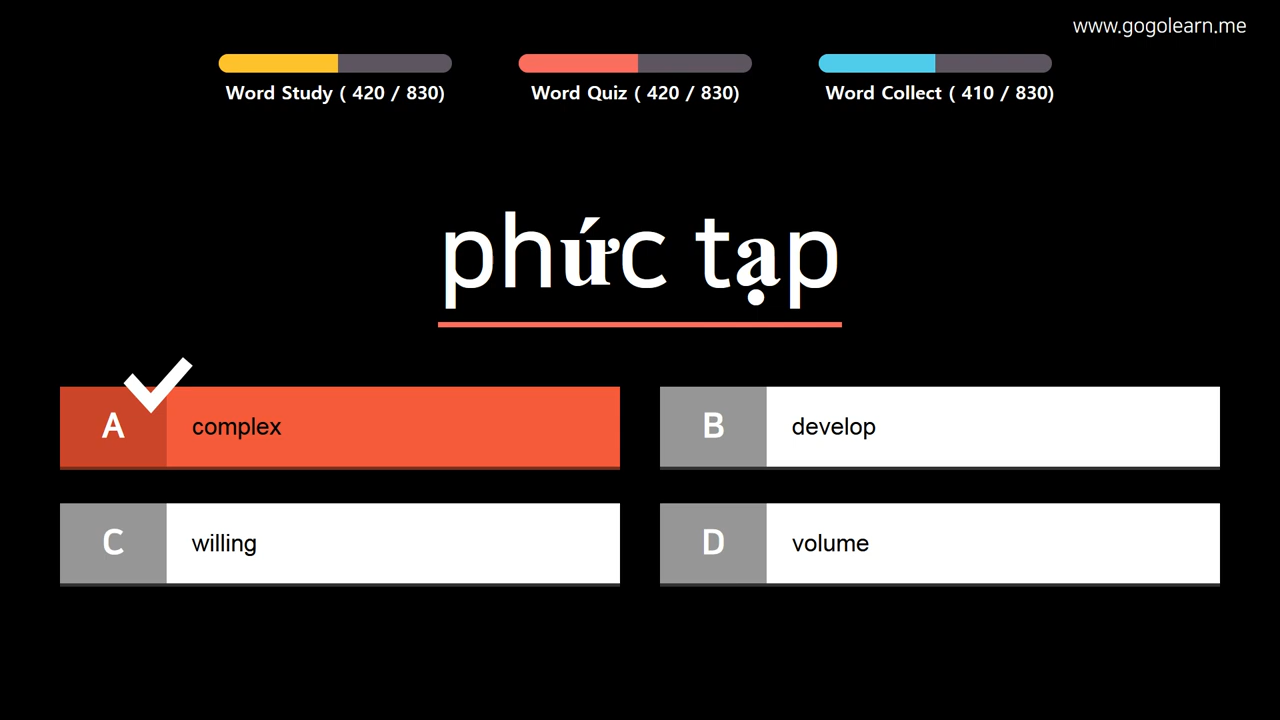 www.gogolearn.me
Word Study ( 420 / 830)
Word Quiz ( 420 / 830)
Word Collect ( 410 / 830)
phức tạp
A complex
B develop
C willing
D volume